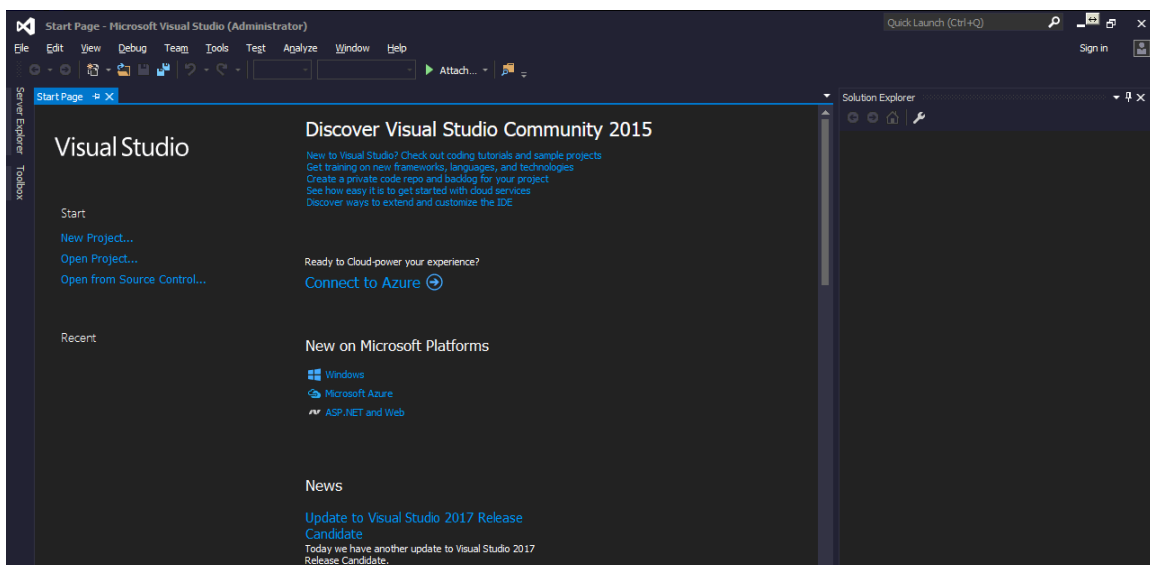 Start Page - Microsoft Visual Studio (Administrator)
Quick Launch (Ctrl+Q)
File Edit View Debug Team Tools Test Analyze Window Help
Sign in
Attach...
Server Explorer
Toolbox
Start Page
Solution Explorer
Visual Studio
Start
New Project...
Open Project...
Open from Source Control...
Recent
Discover Visual Studio Community 2015
New to Visual Studio? Check out coding tutorials and sample projects
Get training on new frameworks, languages, and technologies
Create a private code repo and backlog for your project
See how easy it is to get started with cloud services
Discover ways to extend and customize the IDE
Ready to Cloud-power your experience?
Connect to Azure
New on Microsoft Platforms
Windows
Microsoft Azure
ASP.NET and Web
News
Update to Visual Studio 2017 Release
Candidate
Today we have another update to Visual Studio 2017
Release Candidate.